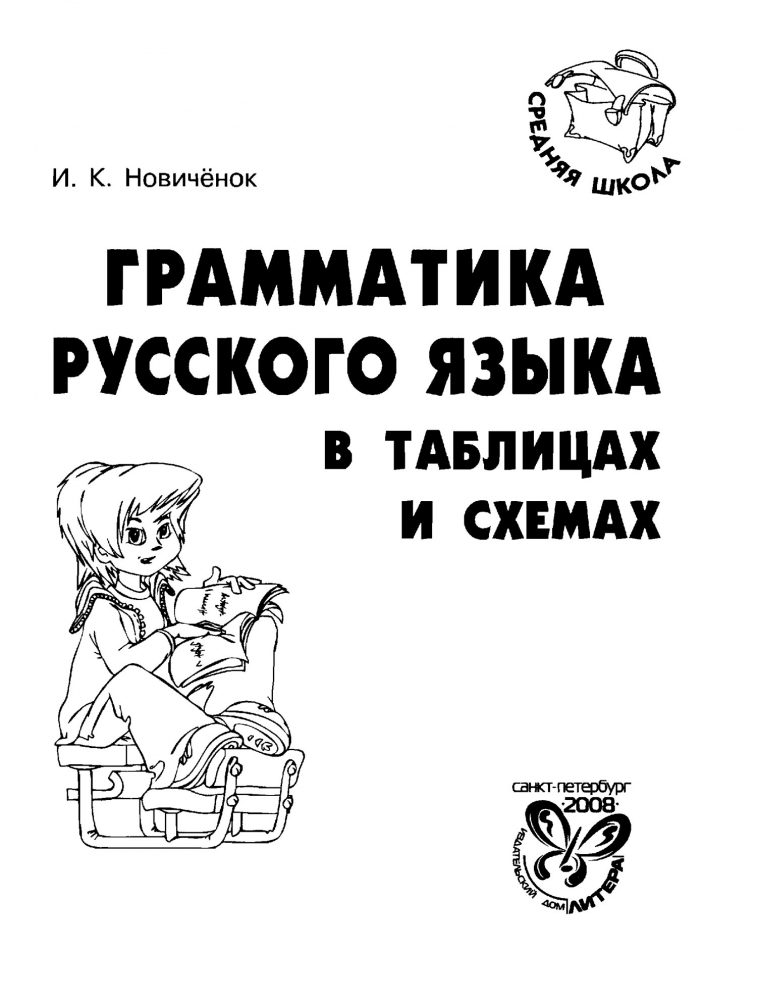 СРЕДНЯЯ ШКОЛА
И. К. Новичёнок
ГРАММАТИКА
РУССКОГО ЯЗЫКА
В ТАБЛИЦАХ
И СХЕМАХ
САНКТ-ПЕТЕРБУРГ
·2008·
ИЗДАТЕЛЬСКИЙ ДОМ ЛИТЕРА